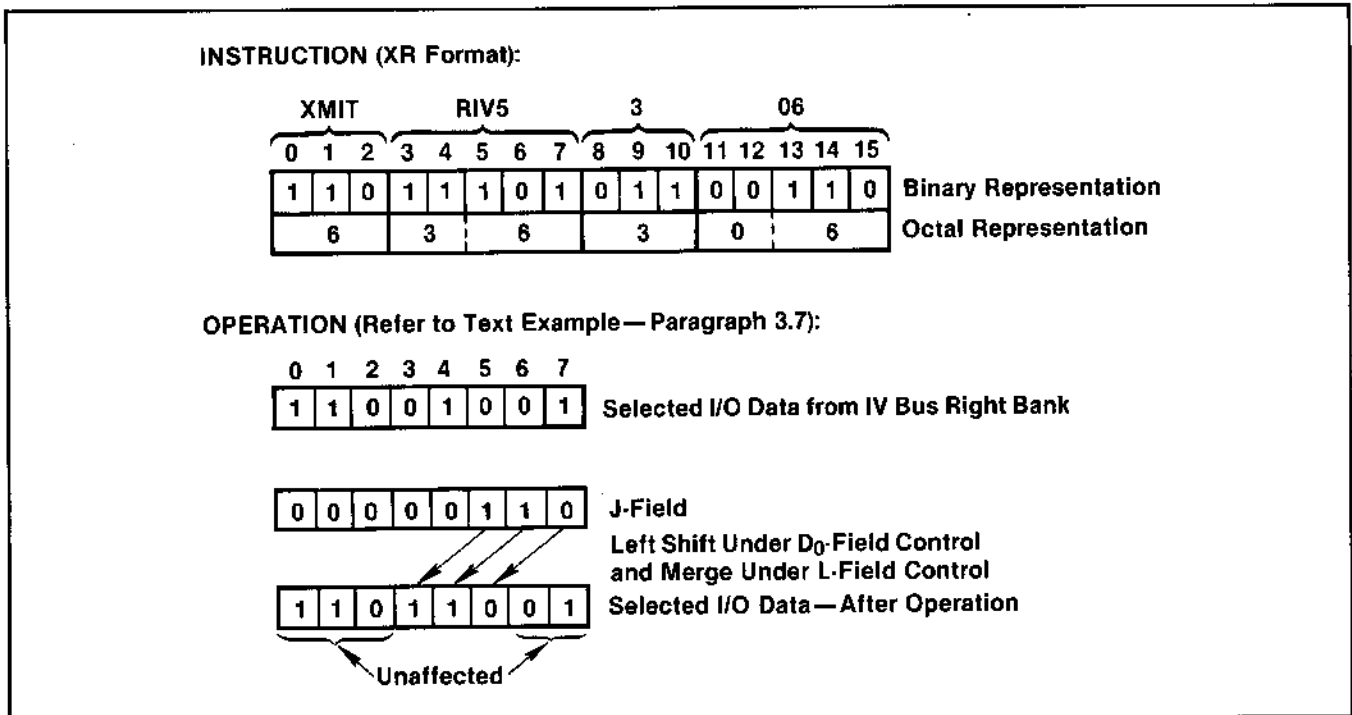 INSTRUCTION (XR Format):
XMIT RIV5 3 06
0 1 2 3 4 5 6 7 8 9 10 11 12 13 14 15
1 1 0 1 1 1 0 1 0 1 1 0 0 1 1 0 Binary Representation
6 3 6 3 0 6 Octal Representation
OPERATION (Refer to Text Example—Paragraph 3.7):
0 1 2 3 4 5 6 7
1 1 0 0 1 0 0 1 Selected I/O Data from IV Bus Right Bank
0 0 0 0 0 1 1 0 J-Field
Left Shift Under D0-Field Control
and Merge Under L-Field Control
1 1 0 1 1 0 0 1 Selected I/O Data—After Operation
Unaffected